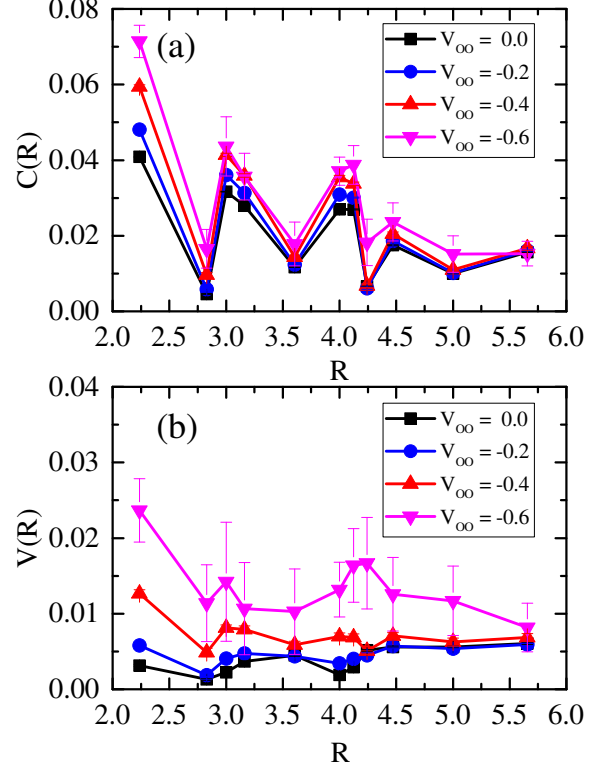 (a)
C(R)
0.08
0.06
0.04
0.02
0.00
V_OO = 0.0
V_OO = -0.2
V_OO = -0.4
V_OO = -0.6
2.0 2.5 3.0 3.5 4.0 4.5 5.0 5.5 6.0
R
(b)
V(R)
0.04
0.03
0.02
0.01
0.00
V_OO = 0.0
V_OO = -0.2
V_OO = -0.4
V_OO = -0.6
2.0 2.5 3.0 3.5 4.0 4.5 5.0 5.5 6.0
R